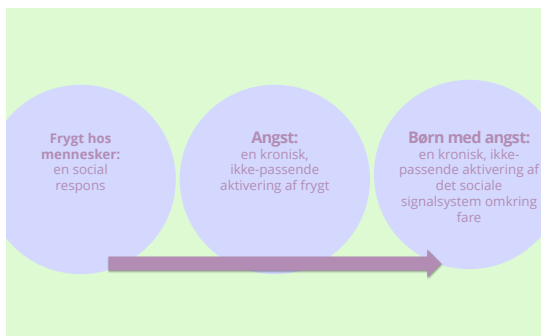 Frygt hos
mennesker:
en social
respons
Angst:
en kronisk,
ikke-passende
aktivering af frygt
Børn med angst:
en kronisk, ikke-
passende aktivering af
det sociale
signalsystem omkring
fare